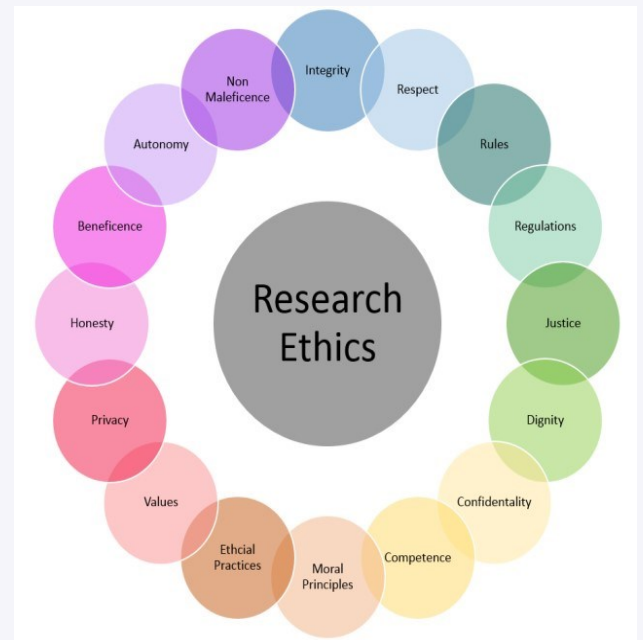 Integrity
Respect
Rules
Regulations
Justice
Dignity
Confidentality
Competence
Moral
Principles
Ethcial
Practices
Values
Privacy
Honesty
Beneficence
Autonomy
Non
Maleficence
Research
Ethics